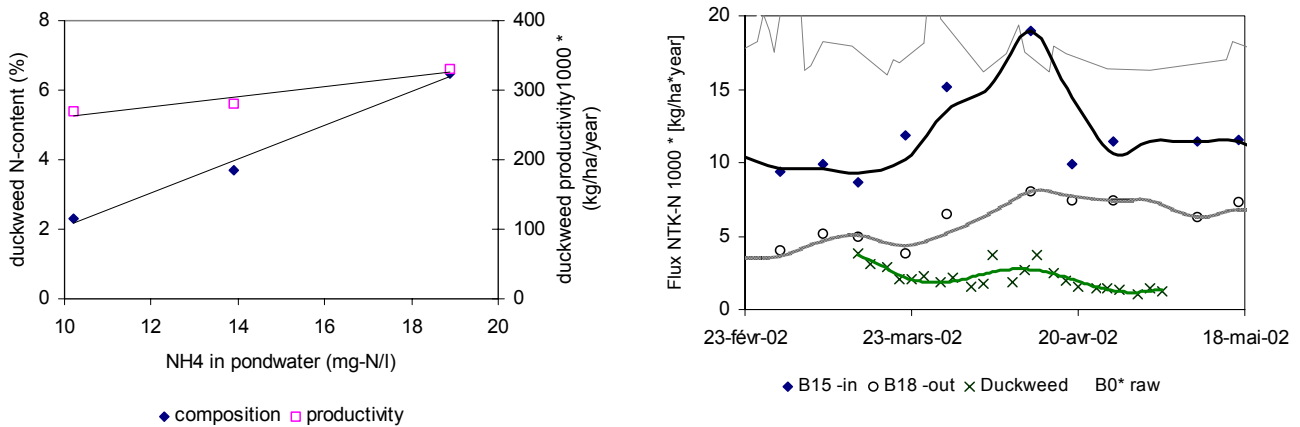 8
6
4
2
0
duckweed N-content (%)
400
300
200
100
0
duckweed productivity1000 *
(kg/ha/year)
10
12
14
16
18
20
NH4 in pondwater (mg-N/l)
composition
productivity
20
15
10
5
0
Flux NTK-N 1000 * [kg/ha*year]
23-févr-02
23-mars-02
20-avr-02
18-mai-02
B15 -in
B18 -out
Duckweed
B0* raw